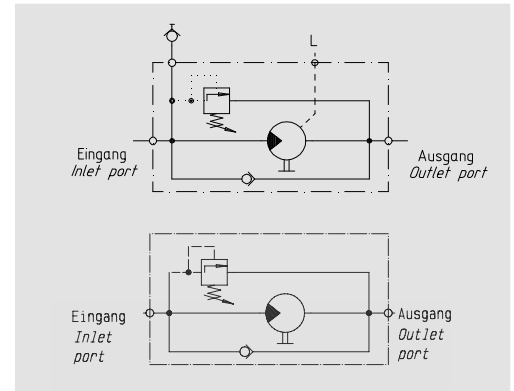 L
Eingang
Inlet port
Ausgang
Outlet port
Eingang
Inlet
port
Ausgang
Outlet
port